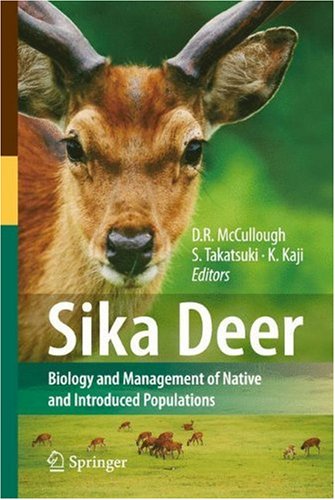 D.R. McCullough
S. Takatsuki · K. Kaji
Editors
Sika Deer
Biology and Management of Native
and Introduced Populations
Springer